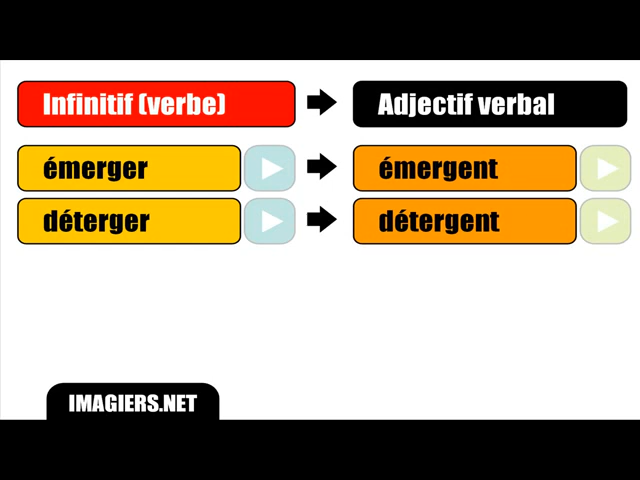 Infinitif (verbe) Adjectif verbal
émerger émergent
déterger détergent
IMAGIERS.NET